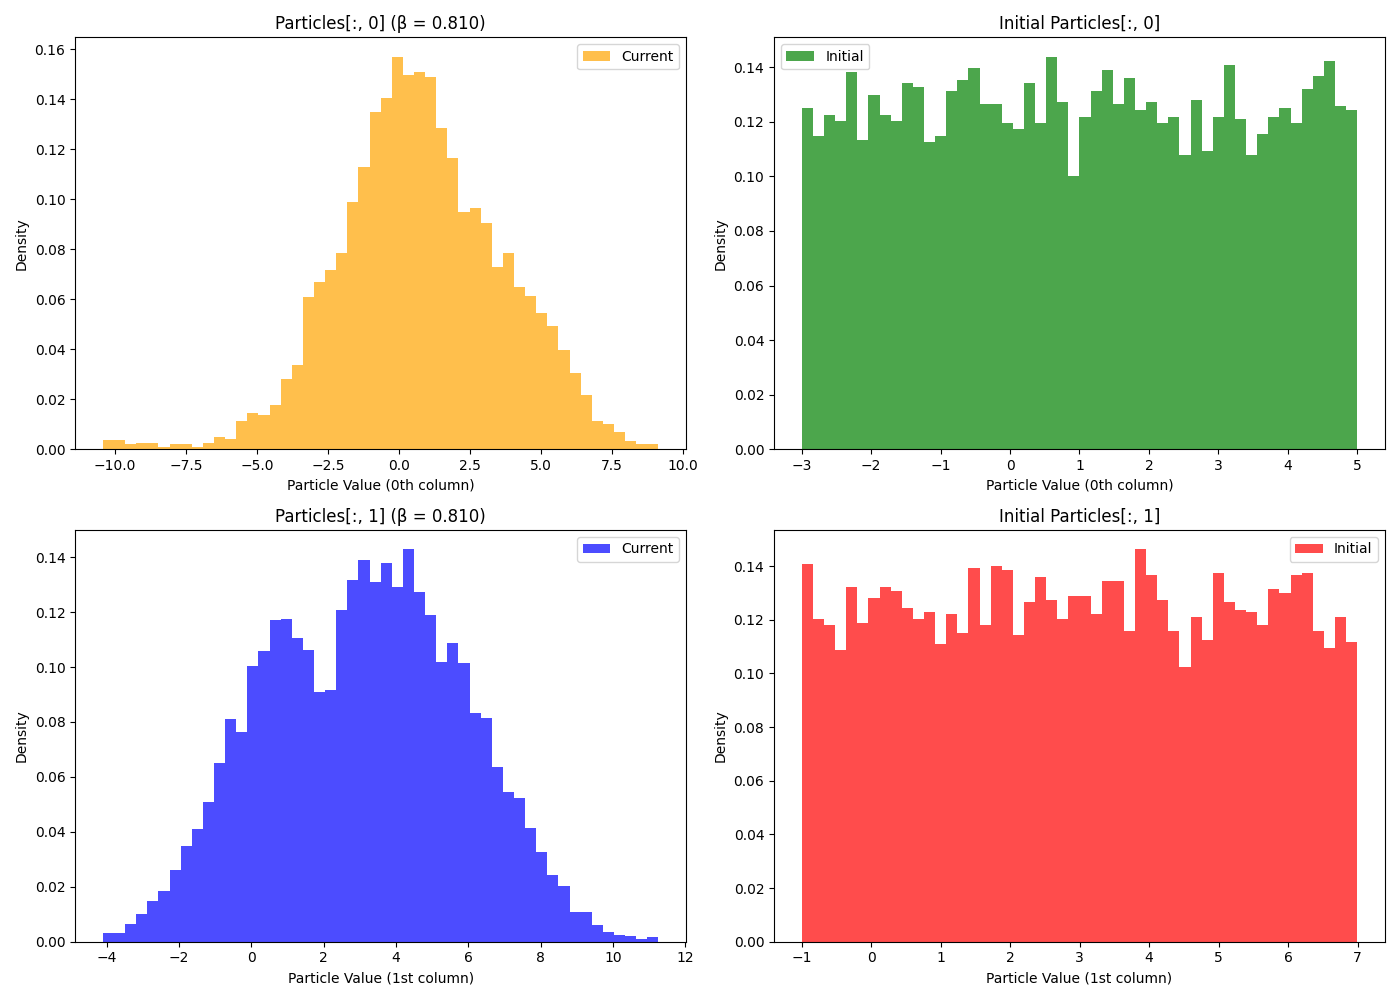 Particles[:, 0] (β = 0.810)
Current
Density
0.16
0.14
0.12
0.10
0.08
0.06
0.04
0.02
0.00
−10.0 −7.5 −5.0 −2.5 0.0 2.5 5.0 7.5 10.0
Particle Value (0th column)
Initial Particles[:, 0]
Initial
Density
0.14
0.12
0.10
0.08
0.06
0.04
0.02
0.00
−3 −2 −1 0 1 2 3 4 5
Particle Value (0th column)
Particles[:, 1] (β = 0.810)
Current
Density
0.14
0.12
0.10
0.08
0.06
0.04
0.02
0.00
−4 −2 0 2 4 6 8 10 12
Particle Value (1st column)
Initial Particles[:, 1]
Initial
Density
0.14
0.12
0.10
0.08
0.06
0.04
0.02
0.00
−1 0 1 2 3 4 5 6 7
Particle Value (1st column)